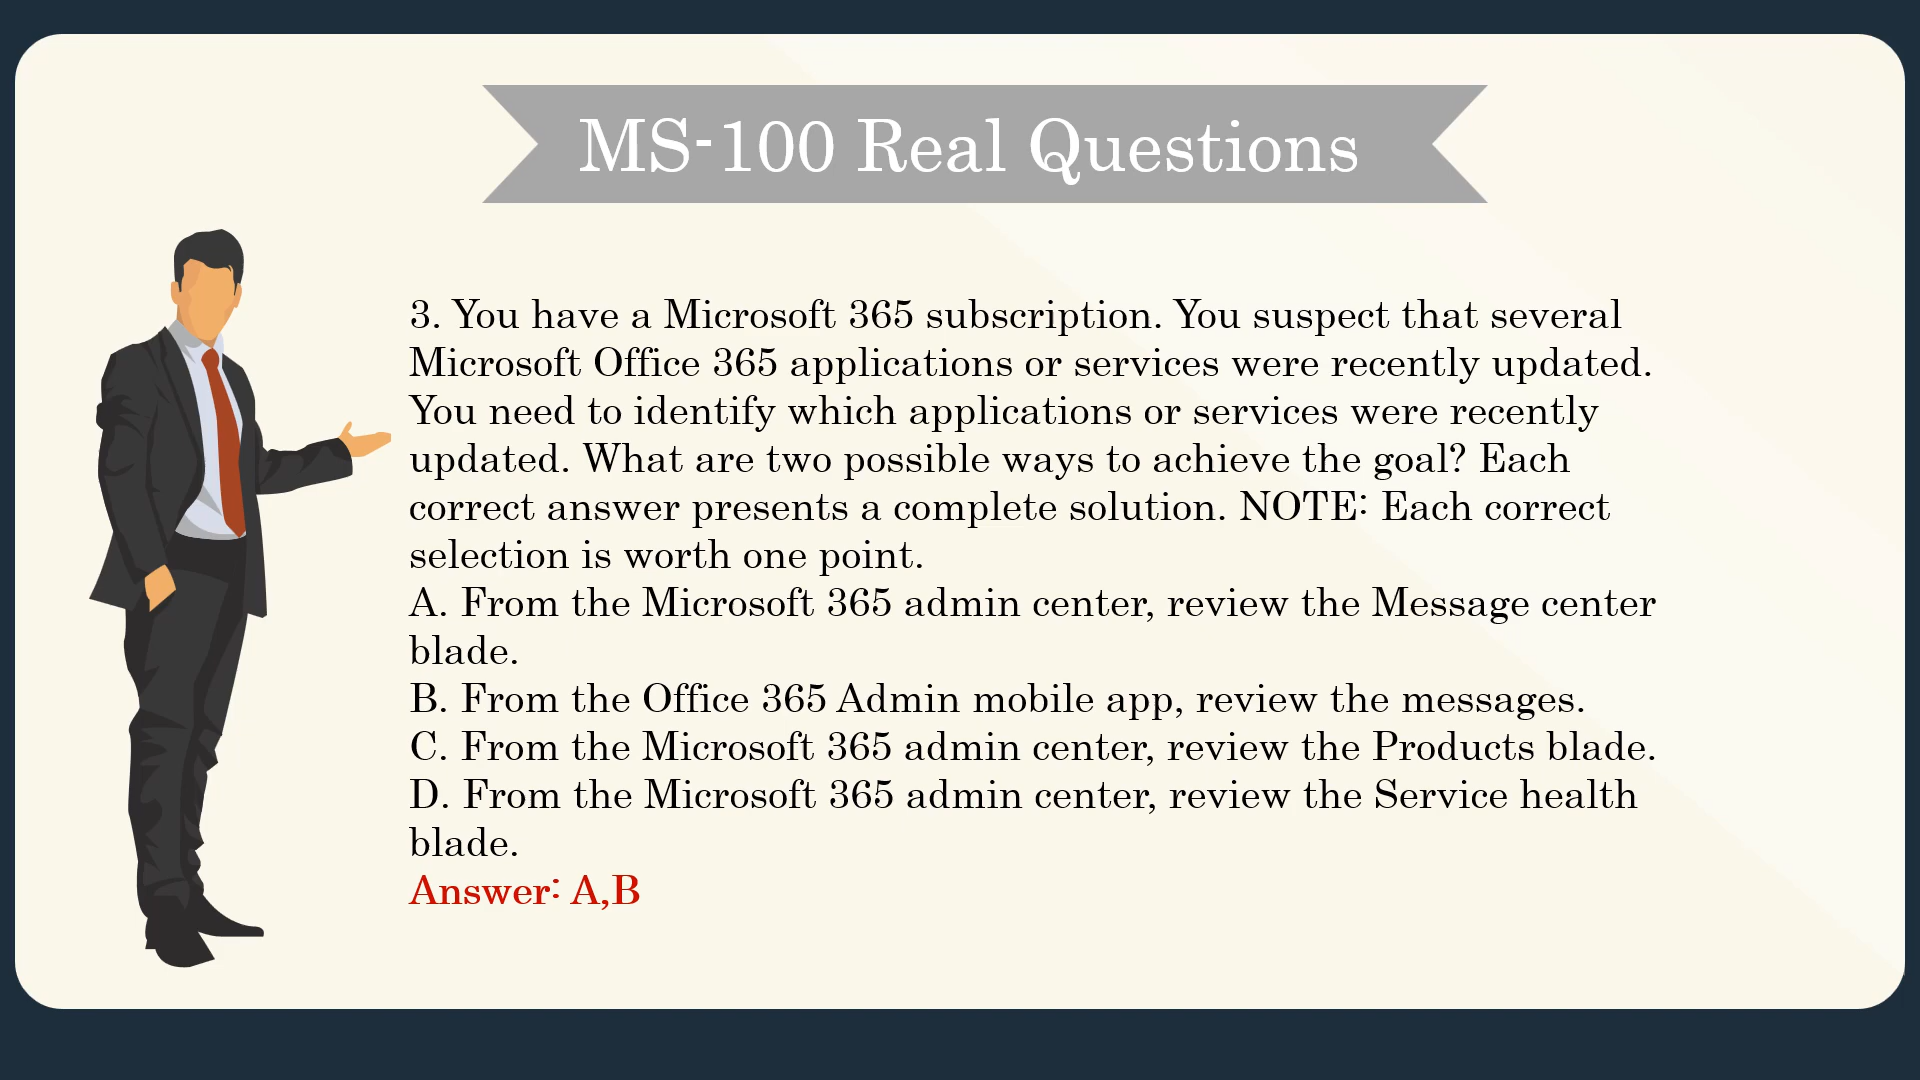 MS-100 Real Questions
3. You have a Microsoft 365 subscription. You suspect that several
Microsoft Office 365 applications or services were recently updated.
You need to identify which applications or services were recently
updated. What are two possible ways to achieve the goal? Each
correct answer presents a complete solution. NOTE: Each correct
selection is worth one point.
A. From the Microsoft 365 admin center, review the Message center
blade.
B. From the Office 365 Admin mobile app, review the messages.
C. From the Microsoft 365 admin center, review the Products blade.
D. From the Microsoft 365 admin center, review the Service health
blade.
Answer: A,B